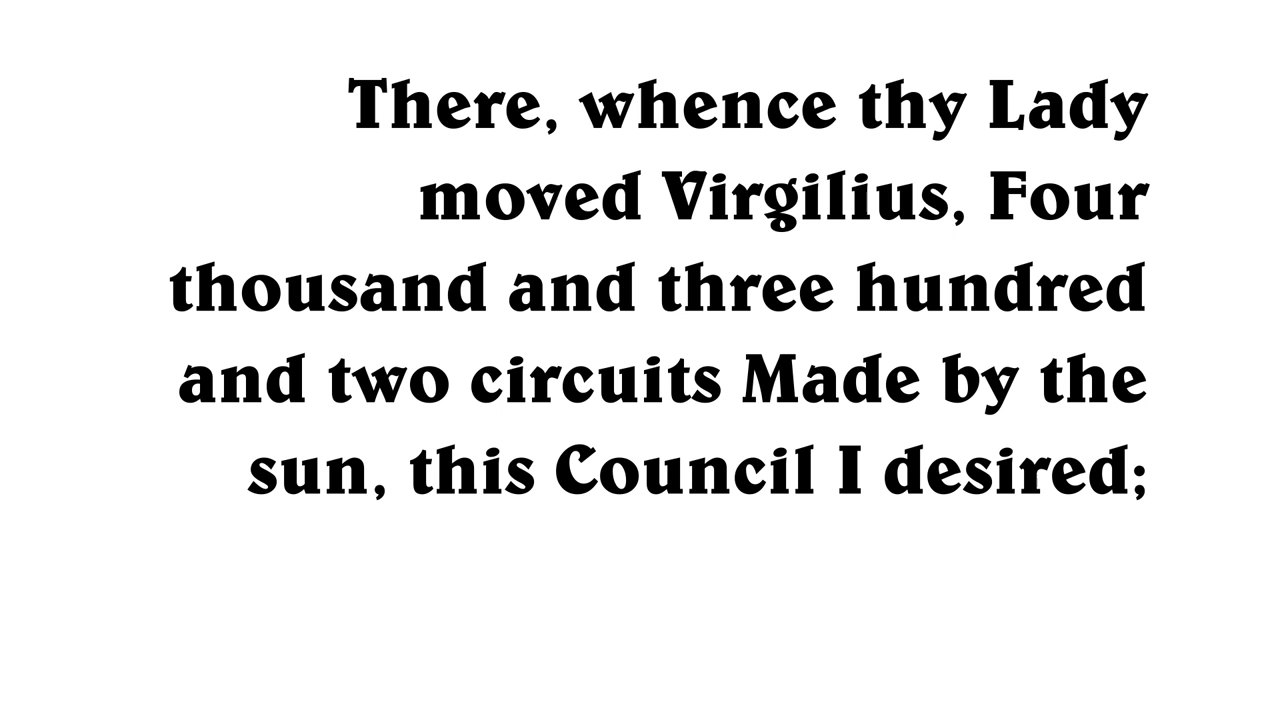 There, whence thy Lady
moved Virgilius, Four
thousand and three hundred
and two circuits Made by the
sun, this Council I desired;